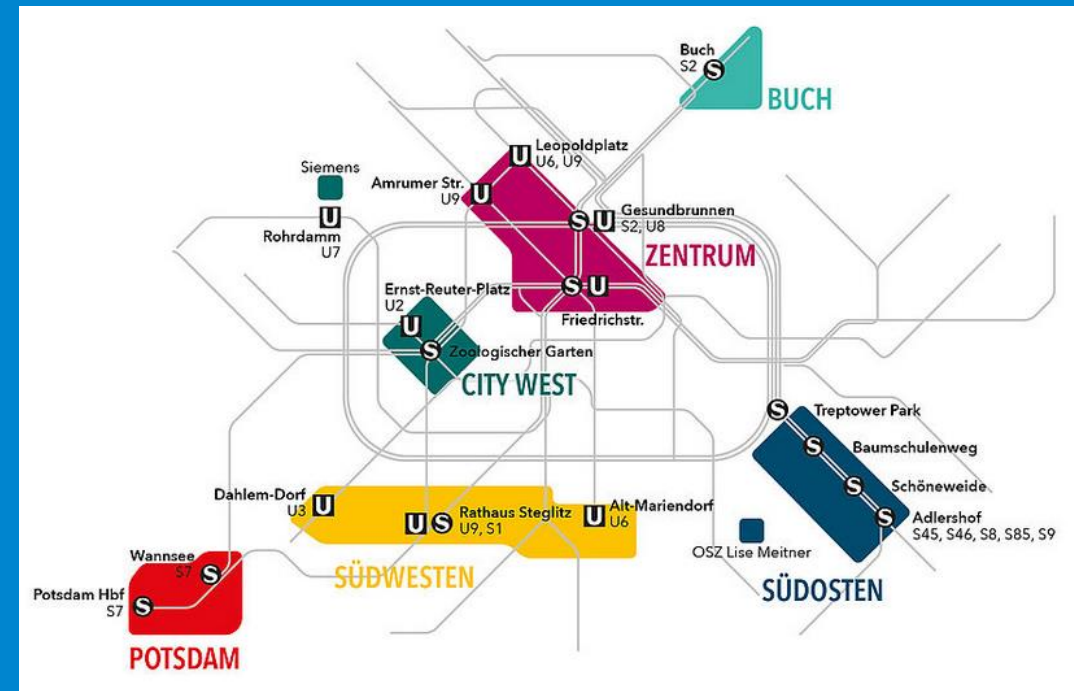 Buch
S2
S
BUCH
Leopoldplatz
U
U6, U9
Siemens
Amrumer Str.
U9
U
U
Rohrdamm
U7
Gesundbrunnen
S U
S2, U8
ZENTRUM
Ernst-Reuter-Platz
U2
U
S U
Friedrichstr.
S
Zoologischer Garten
CITY WEST
S
Treptower Park
S
Baumschulenweg
S
Schöneweide
S
Adlershof
S45, S46, S8, S85, S9
OSZ Lise Meitner
SÜDOSTEN
Dahlem-Dorf
U3
U
U S
Rathaus Steglitz
U9, S1
U
Alt-Mariendorf
U6
SÜDWESTEN
Wannsee
S7
S
Potsdam Hbf
S7
S
POTSDAM